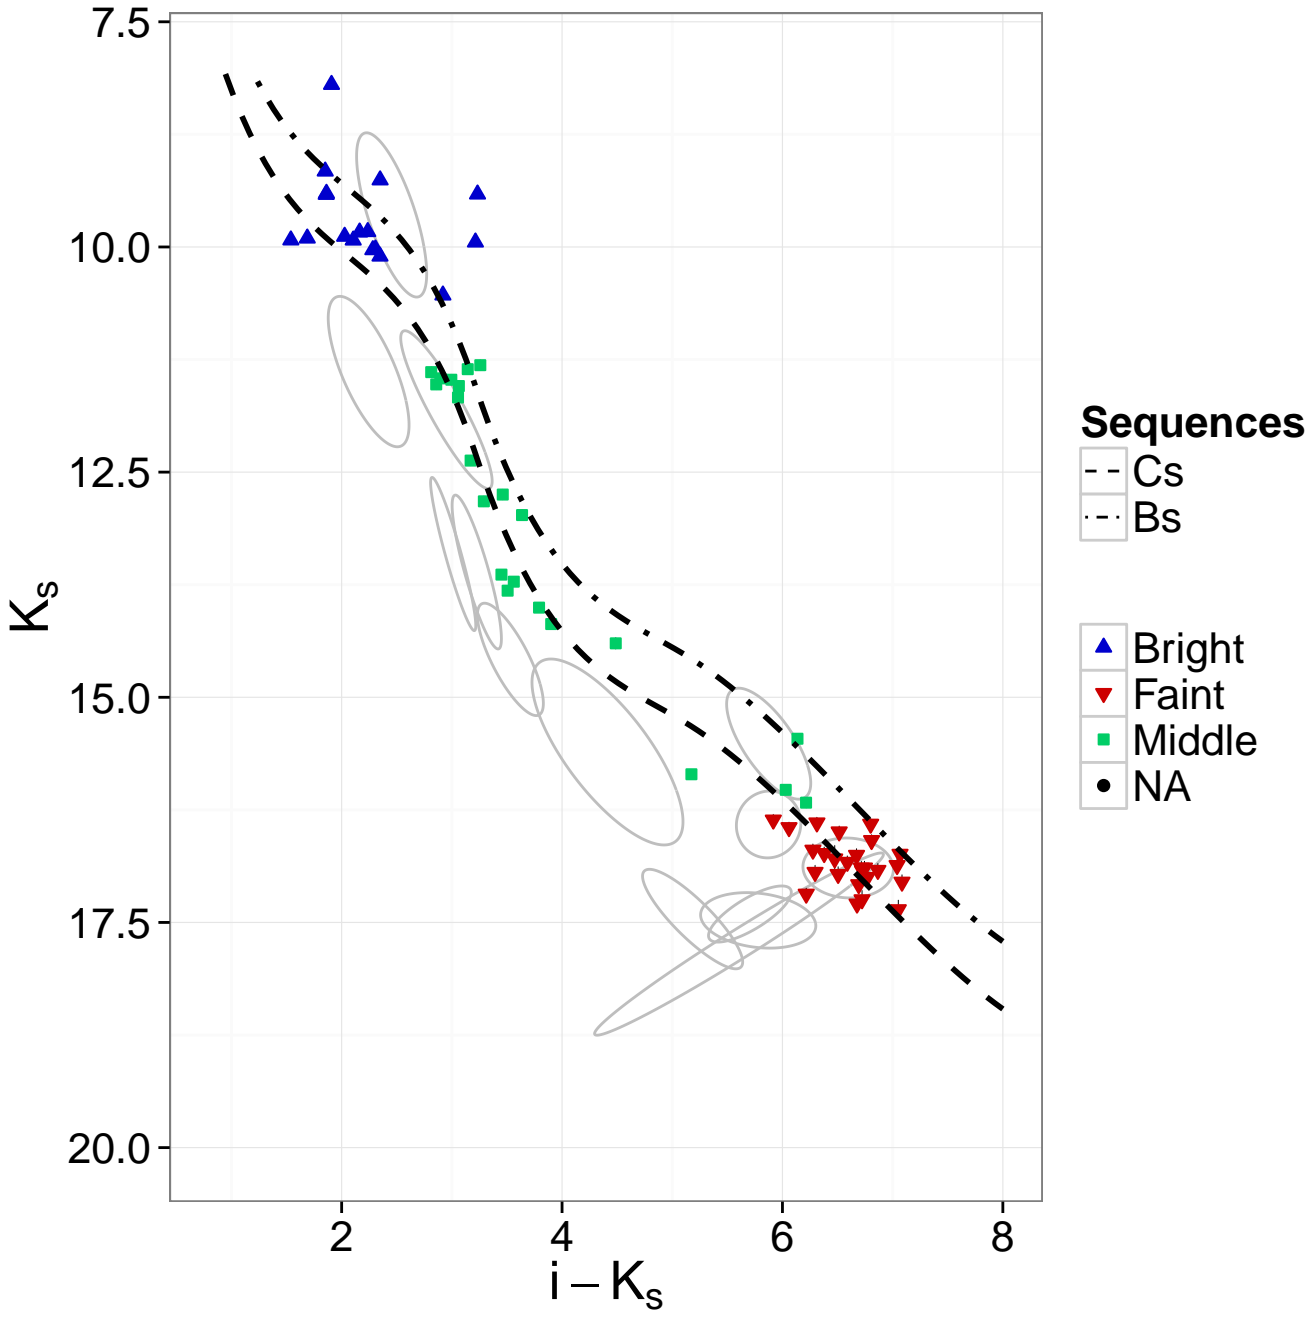 7.5
10.0
12.5
15.0
17.5
20.0
Ks
2 4 6 8
i – Ks
Sequences
Cs
Bs
Bright
Faint
Middle
NA